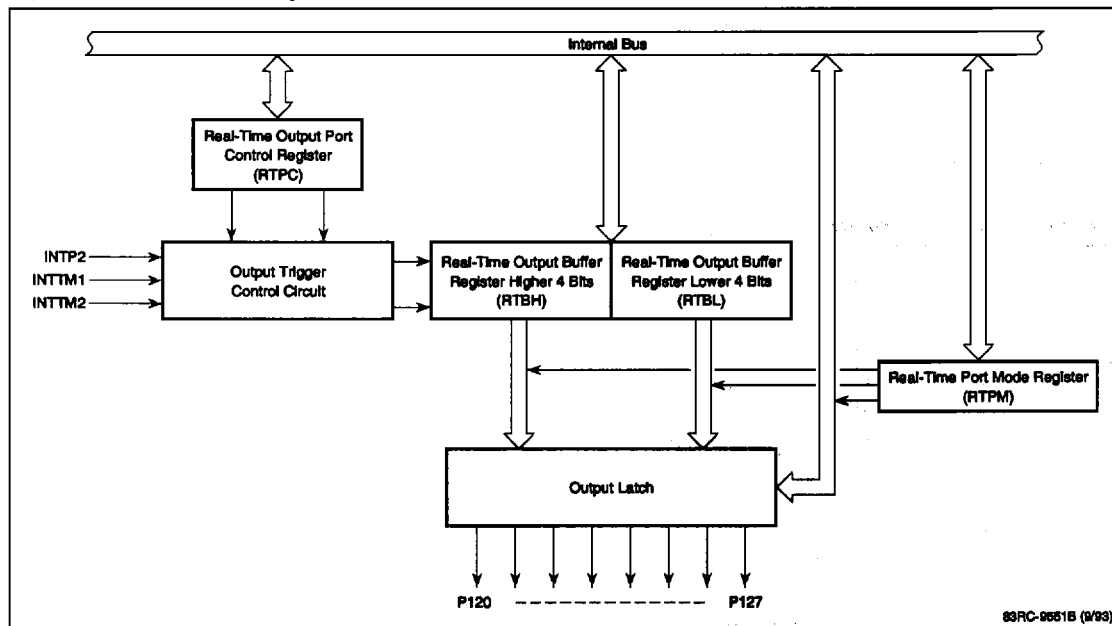 Internal Bus
Real-Time Output Port
Control Register
(RTPC)
INTP2
INTTM1
INTTM2
Output Trigger
Control Circuit
Real-Time Output Buffer
Register Higher 4 Bits
(RTBH)
Real-Time Output Buffer
Register Lower 4 Bits
(RTBL)
Real-Time Port Mode Register
(RTPM)
Output Latch
P120
P127
83RC-9551B (9/93)